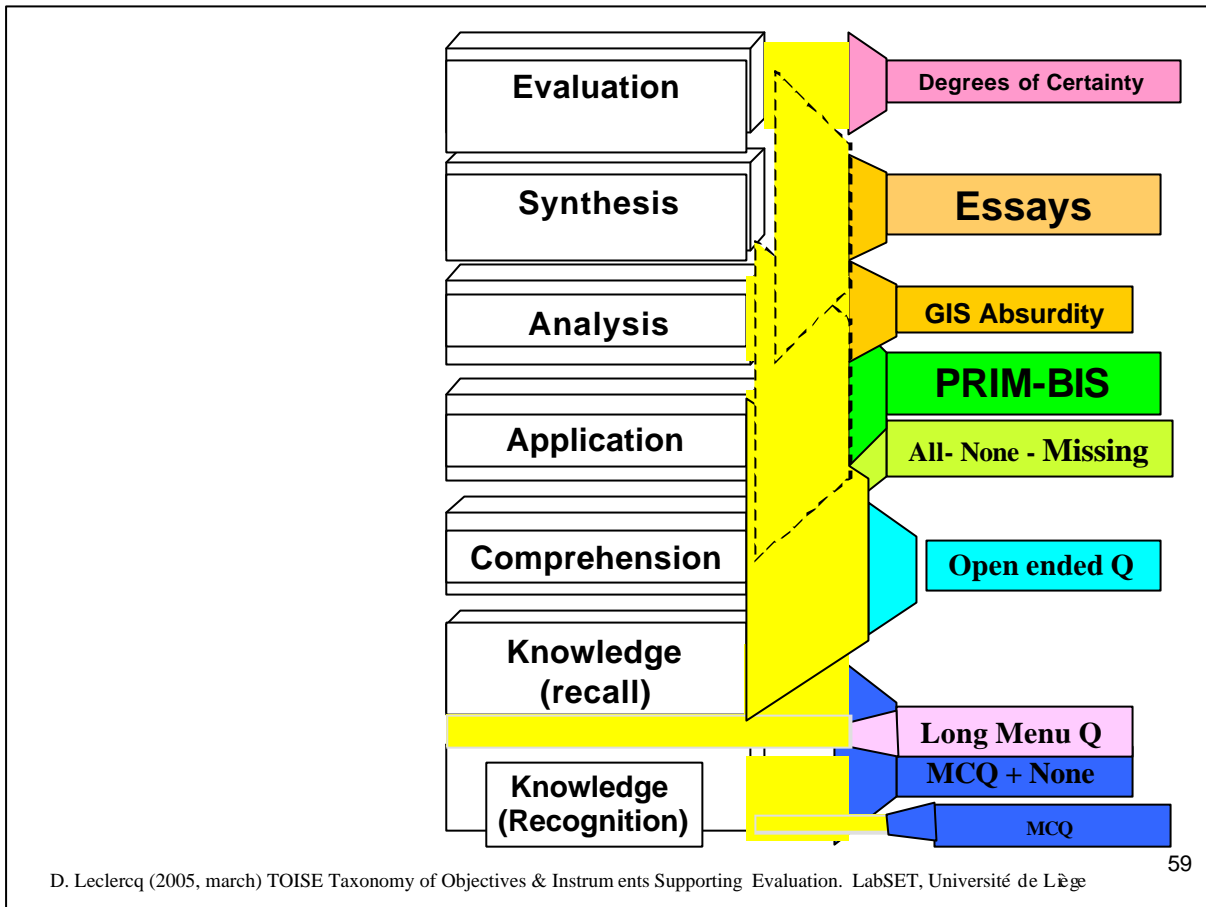 Evaluation
Degrees of Certainty
Synthesis
Essays
Analysis
GIS Absurdity
PRIM-BIS
Application
All- None - Missing
Comprehension
Open ended Q
Knowledge
(recall)
Long Menu Q
MCQ + None
Knowledge
(Recognition)
MCQ
59
D. Leclercq (2005, march) TOISE Taxonomy of Objectives & Instrum ents Supporting Evaluation. LabSET, Université de Liège